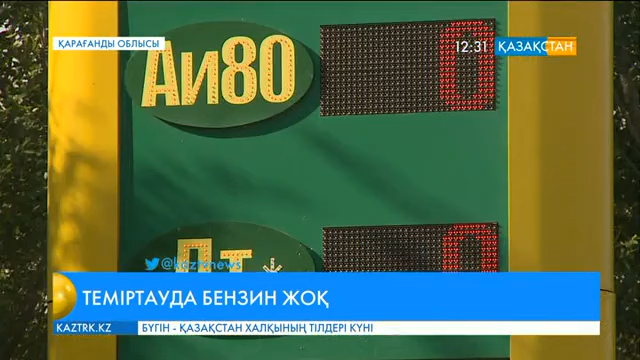 ҚАРАҒАНДЫ ОБЛЫСЫ
12:31 ҚАЗАҚСТАН
Аи80 0
Дт 0
@kaztrknews
ТЕМІРТАУДА БЕНЗИН ЖОҚ
KAZTRK.KZ БҮГІН - ҚАЗАҚСТАН ХАЛҚЫНЫҢ ТІЛДЕРІ КҮНІ